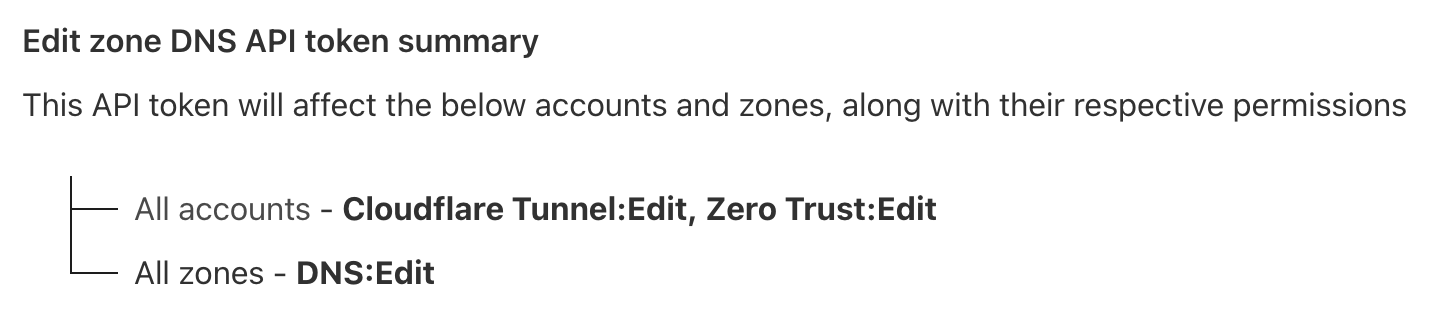 Edit zone DNS API token summary
This API token will affect the below accounts and zones, along with their respective permissions
All accounts - Cloudflare Tunnel:Edit, Zero Trust:Edit
All zones - DNS:Edit